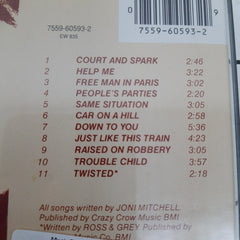 0 9
7559-60593-2
7559-60593-2
EW 835
1 COURT AND SPARK 2:46
2 HELP ME 3:22
3 FREE MAN IN PARIS 3:02
4 PEOPLE'S PARTIES 2:20
5 SAME SITUATION 3:05
6 CAR ON A HILL 2:58
7 DOWN TO YOU 5:36
8 JUST LIKE THIS TRAIN 4:23
9 RAISED ON ROBBERY 3:05
10 TROUBLE CHILD 3:57
11 TWISTED* 2:18
All songs written by JONI MITCHELL.
Published by Crazy Crow Music BMI
*Written by ROSS & GREY Published by
Music Co. BMI